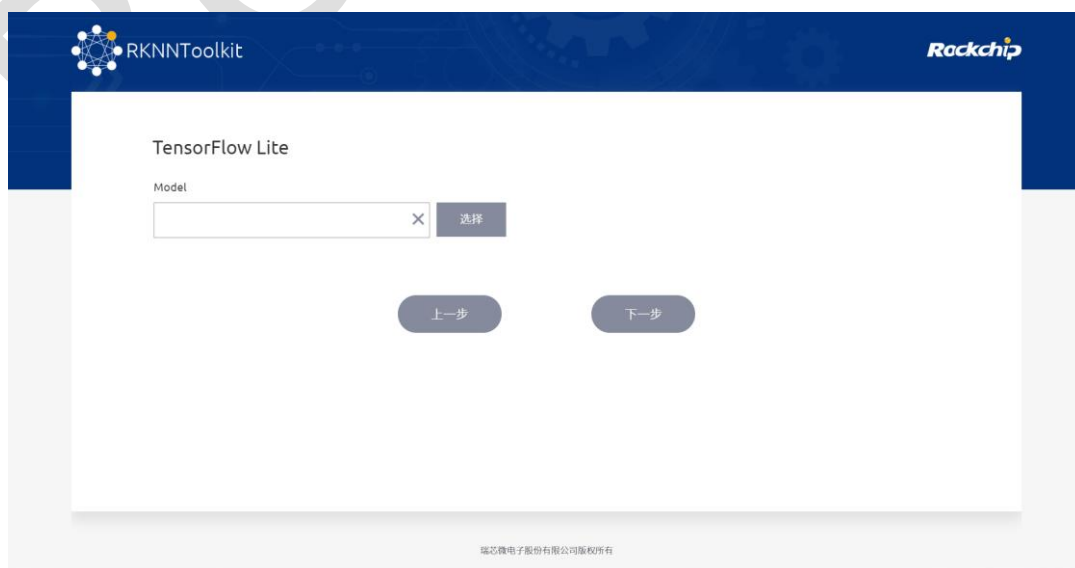 RKNNToolkit
Rockchip
TensorFlow Lite
Model
选择
上一步
下一步
瑞芯微电子股份有限公司版权所有